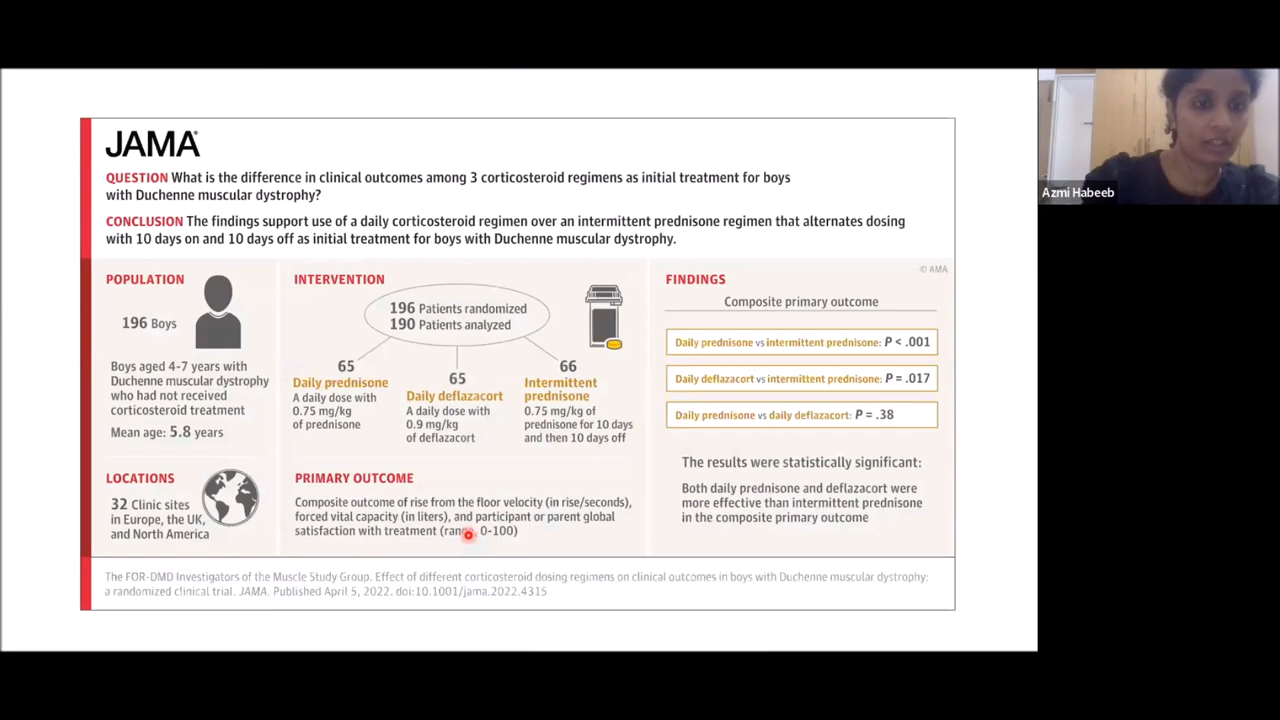 JAMA
QUESTION What is the difference in clinical outcomes among 3 corticosteroid regimens as initial treatment for boys
with Duchenne muscular dystrophy?
CONCLUSION The findings support use of a daily corticosteroid regimen over an intermittent prednisone regimen that alternates dosing
with 10 days on and 10 days off as initial treatment for boys with Duchenne muscular dystrophy.
© AMA
POPULATION
196 Boys
Boys aged 4-7 years with
Duchenne muscular dystrophy
who had not received
corticosteroid treatment
Mean age: 5.8 years
LOCATIONS
32 Clinic sites
in Europe, the UK,
and North America
INTERVENTION
196 Patients randomized
190 Patients analyzed
65
Daily prednisone
A daily dose with
0.75 mg/kg
of prednisone
65
Daily deflazacort
A daily dose with
0.9 mg/kg
of deflazacort
66
Intermittent
prednisone
0.75 mg/kg of
prednisone for 10 days
and then 10 days off
PRIMARY OUTCOME
Composite outcome of rise from the floor velocity (in rise/seconds),
forced vital capacity (in liters), and participant or parent global
satisfaction with treatment 0-100)
FINDINGS
Composite primary outcome
Daily prednisone vs intermittent prednisone: P < .001
Daily deflazacort vs intermittent prednisone: P = .017
Daily prednisone vs daily deflazacort: P = .38
The results were statistically significant:
Both daily prednisone and deflazacort were
more effective than intermittent prednisone
in the composite primary outcome
The FOR-DMD Investigators of the Muscle Study Group. Effect of different corticosteroid dosing regimens on clinical outcomes in boys with Duchenne muscular dystrophy:
a randomized clinical trial. JAMA. Published April 5, 2022. doi:10.1001/jama.2022.4315
Azmi Habeeb